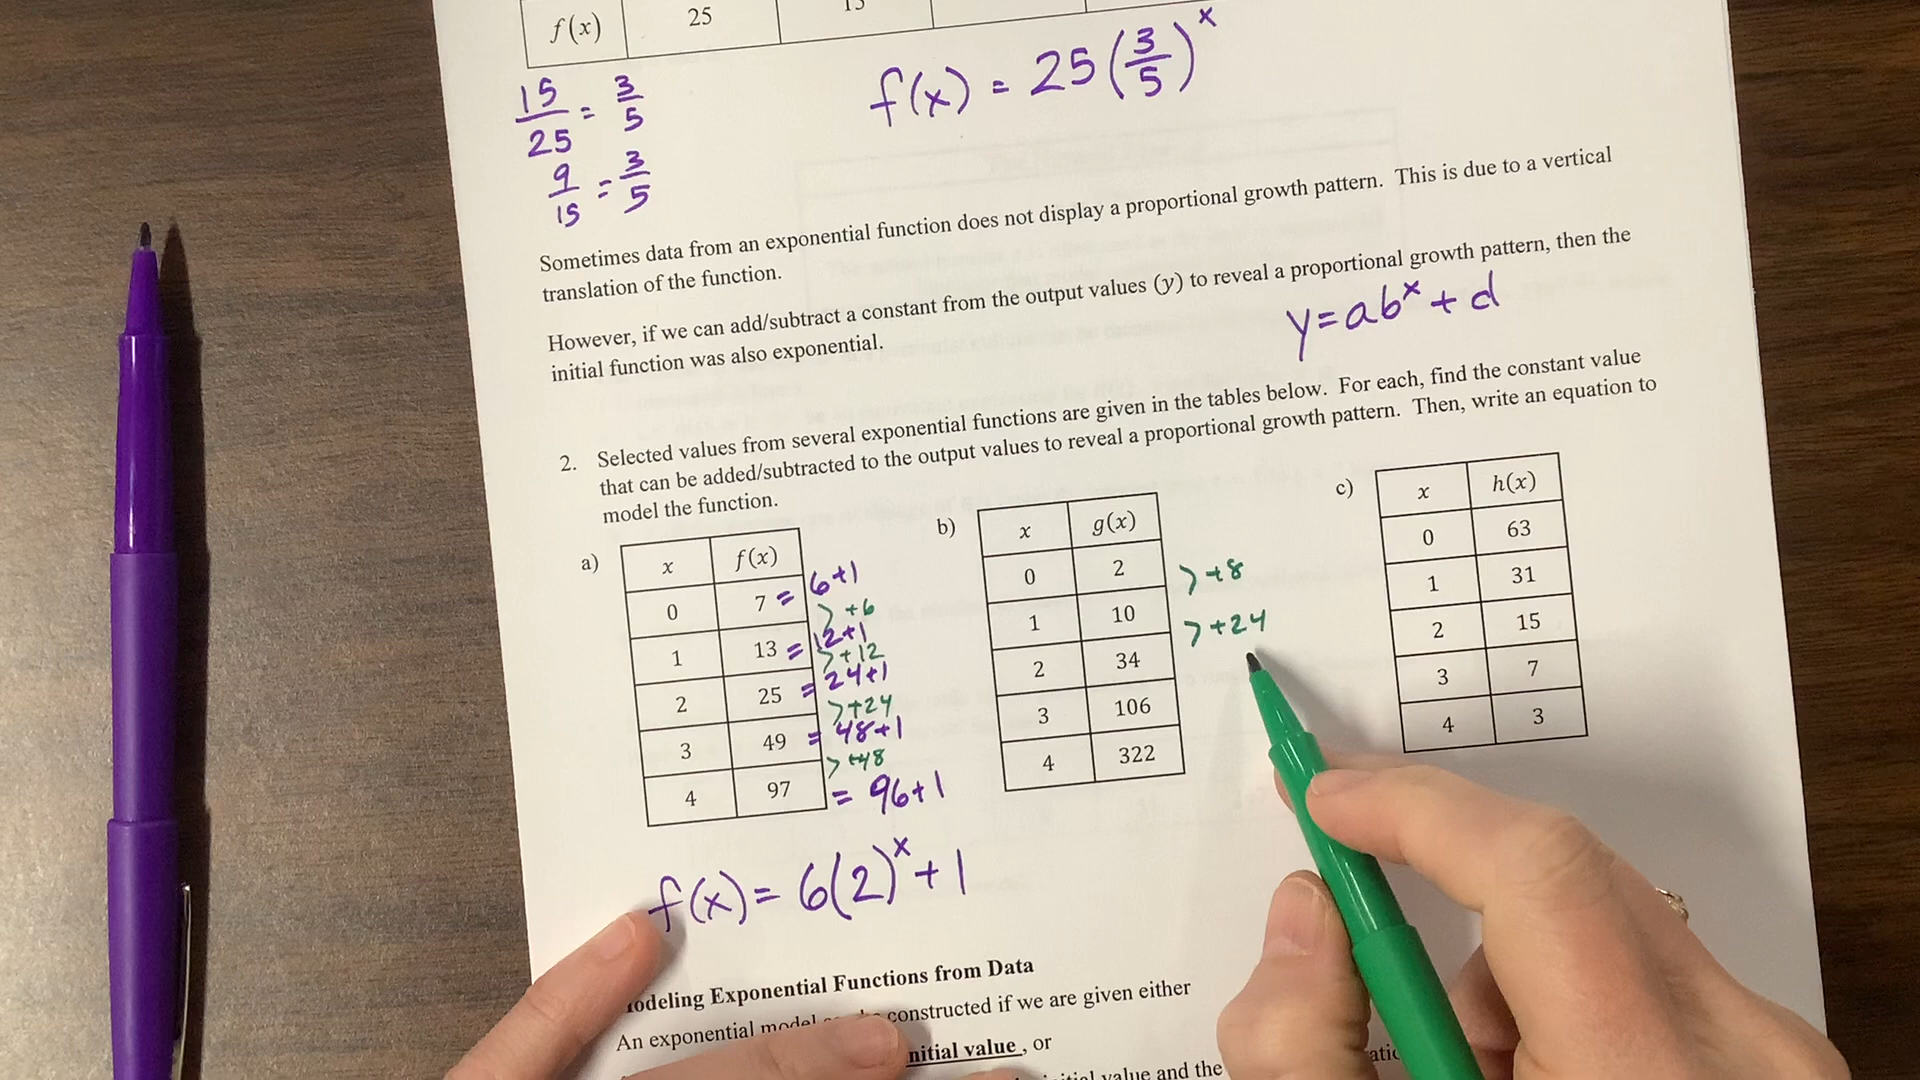 f(x) 25 15
15/25 = 3/5
f(x) = 25(3/5)^x
9/15 = 3/5
Sometimes data from an exponential function does not display a proportional growth pattern. This is due to a vertical
translation of the function.
However, if we can add/subtract a constant from the output values (y) to reveal a proportional growth pattern, then the
initial function was also exponential.
y=ab^x + d
2. Selected values from several exponential functions are given in the tables below. For each, find the constant value
that can be added/subtracted to the output values to reveal a proportional growth pattern. Then, write an equation to
model the function.
a)
x f(x)
0 7 = 6+1
>+6
1 13 = 12+1
>+12
2 25 = 24+1
>+24
3 49 = 48+1
>+48
4 97 = 96+1
f(x)= 6(2)^x+1
b)
x g(x)
0 2
>+8
1 10
>+24
2 34
3 106
4 322
c)
x h(x)
0 63
1 31
2 15
3 7
4 3
odeling Exponential Functions from Data
An exponential model constructed if we are given either
nitial value, or
value and the